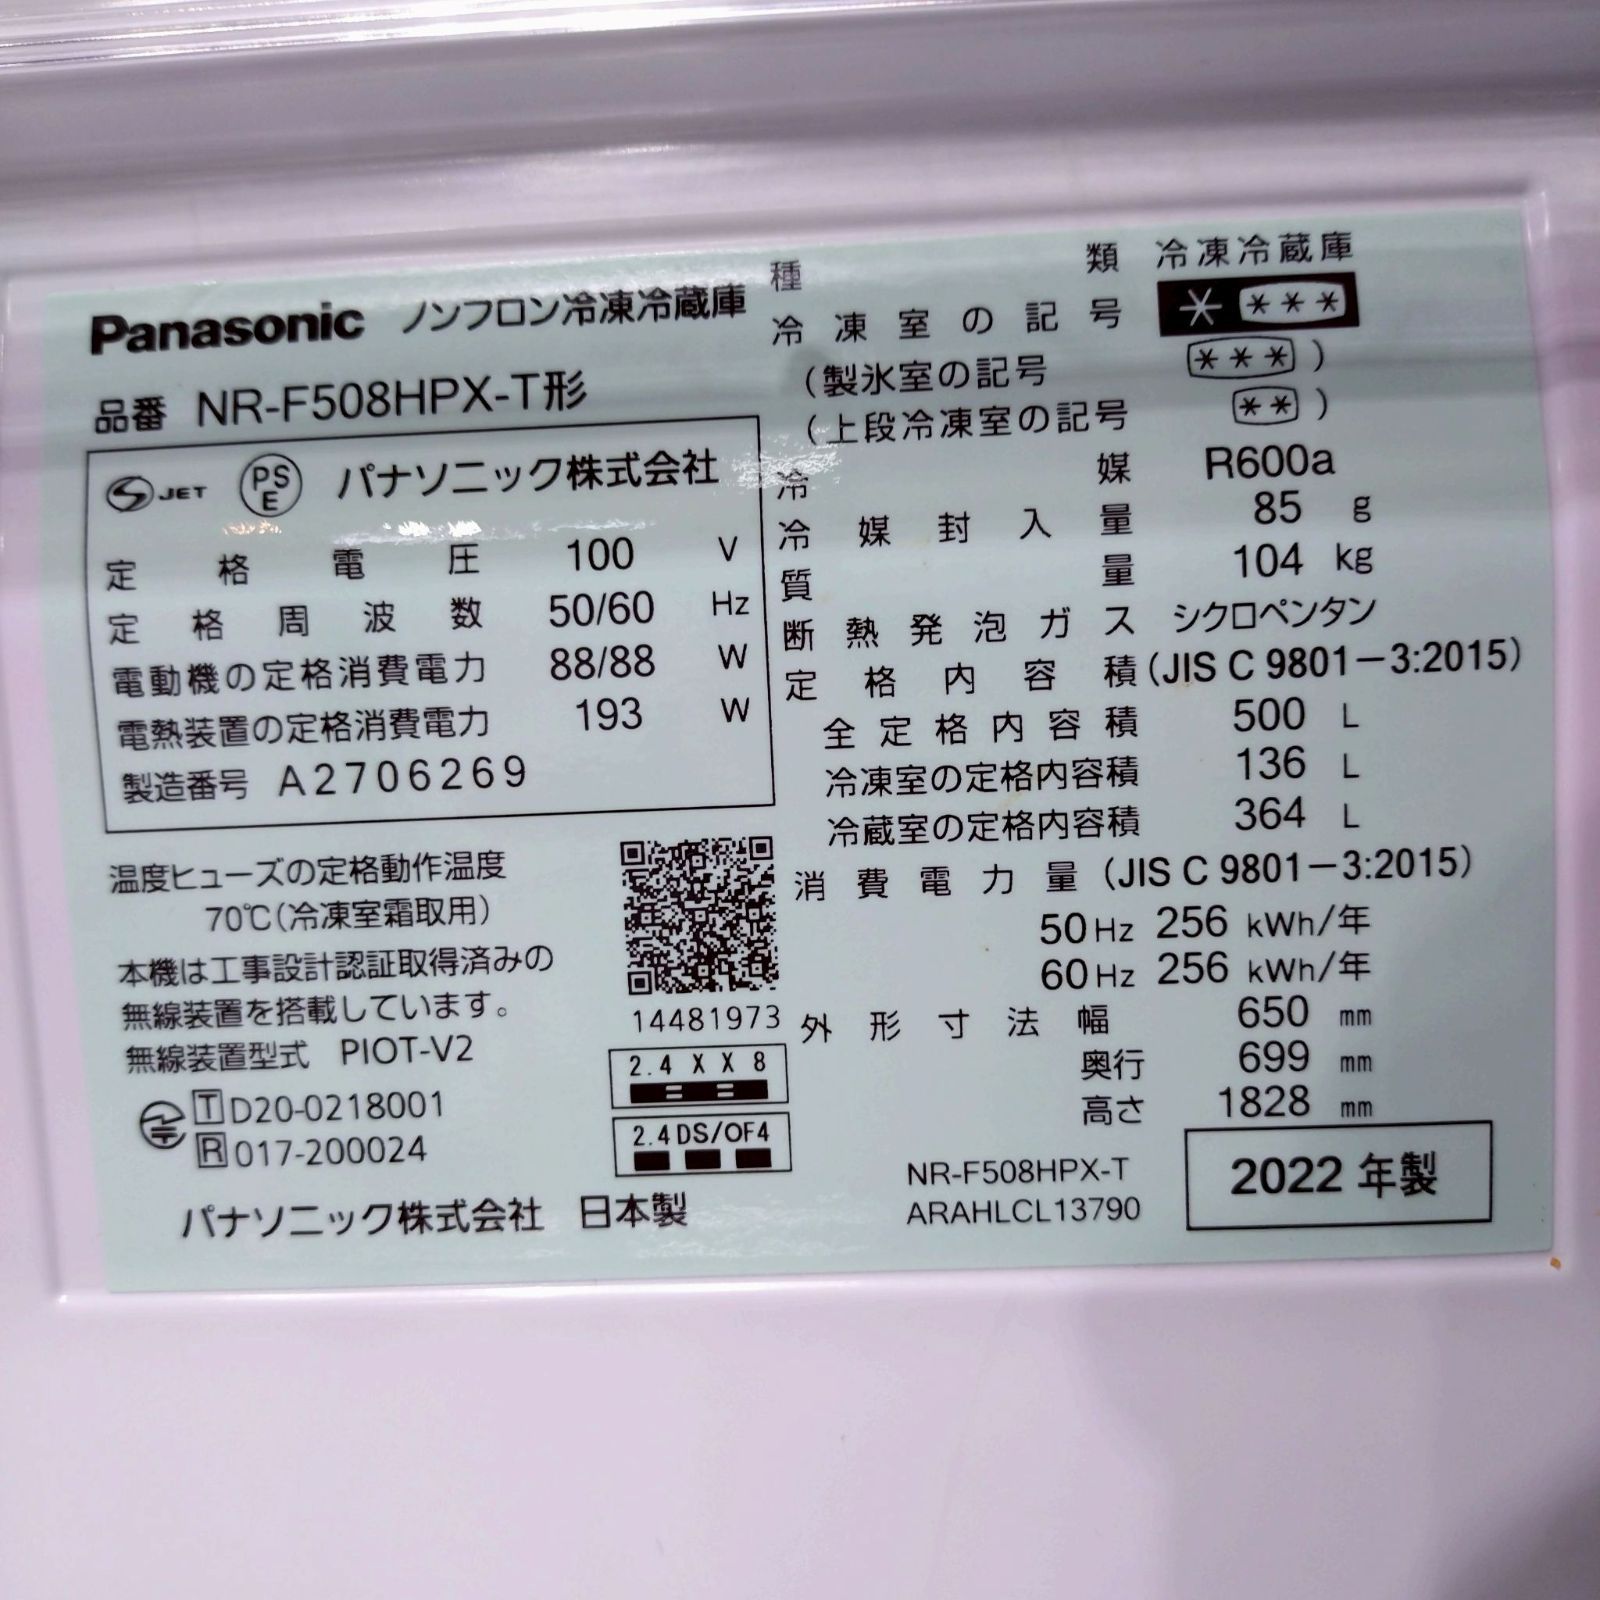 Panasonic ノンフロン冷凍冷蔵庫
品番 NR-F508HPX-T形
JET PSE パナソニック株式会社
定格電圧 100 V
定格周波数 50/60 Hz
電動機の定格消費電力 88/88 W
電熱装置の定格消費電力 193 W
製造番号 A2706269
温度ヒューズの定格動作温度
70℃(冷凍室霜取用)
本機は工事設計認証取得済みの
無線装置を搭載しています。
無線装置型式 PIOT-V2
T D20-0218001
R 017-200024
14481973
2.4 X X 8
2.4DS/OF4
パナソニック株式会社 日本製
種類 冷凍冷蔵庫
冷凍室の記号 * ***
(製氷室の記号 ***)
(上段冷凍室の記号 **)
冷媒 R600a
冷媒封入量 85 g
質量 104 kg
断熱発泡ガス シクロペンタン
定格内容積(JIS C 9801-3:2015)
全定格内容積 500 L
冷凍室の定格内容積 136 L
冷蔵室の定格内容積 364 L
消費電力量(JIS C 9801-3:2015)
50Hz 256 kWh/年
60Hz 256 kWh/年
外形寸法 幅 650 mm
奥行 699 mm
高さ 1828 mm
NR-F508HPX-T
ARAHLCL13790
2022年製